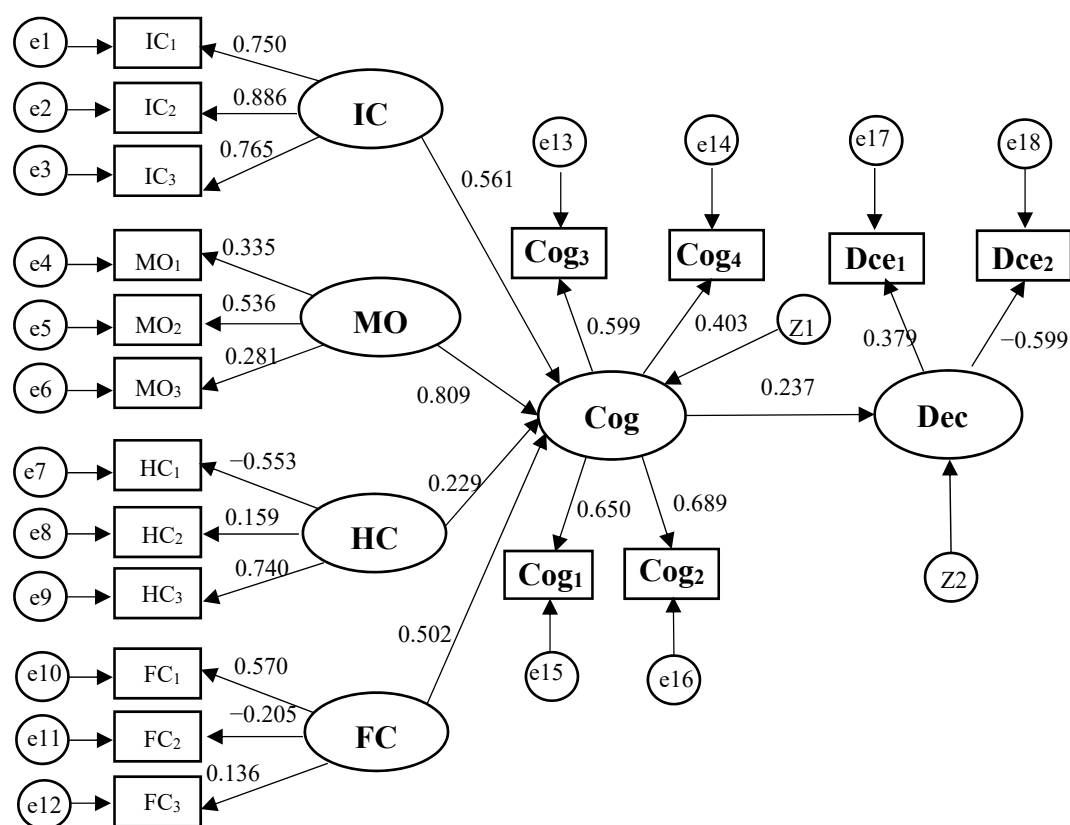 e1
IC1
0.750
e2
IC2
0.886
IC
e3
IC3
0.765
e4
MO1
0.335
e5
MO2
0.536
MO
e6
MO3
0.281
e7
HC1
−0.553
e8
HC2
0.159
HC
e9
HC3
0.740
e10
FC1
0.570
e11
FC2
−0.205
FC
e12
FC3
0.136
0.561
0.809
0.229
0.502
e13
e14
Cog3
Cog4
0.599
0.403
Z1
Cog
0.237
0.650
0.689
Cog1
Cog2
e15
e16
e17
e18
Dce1
Dce2
0.379
−0.599
Dec
Z2